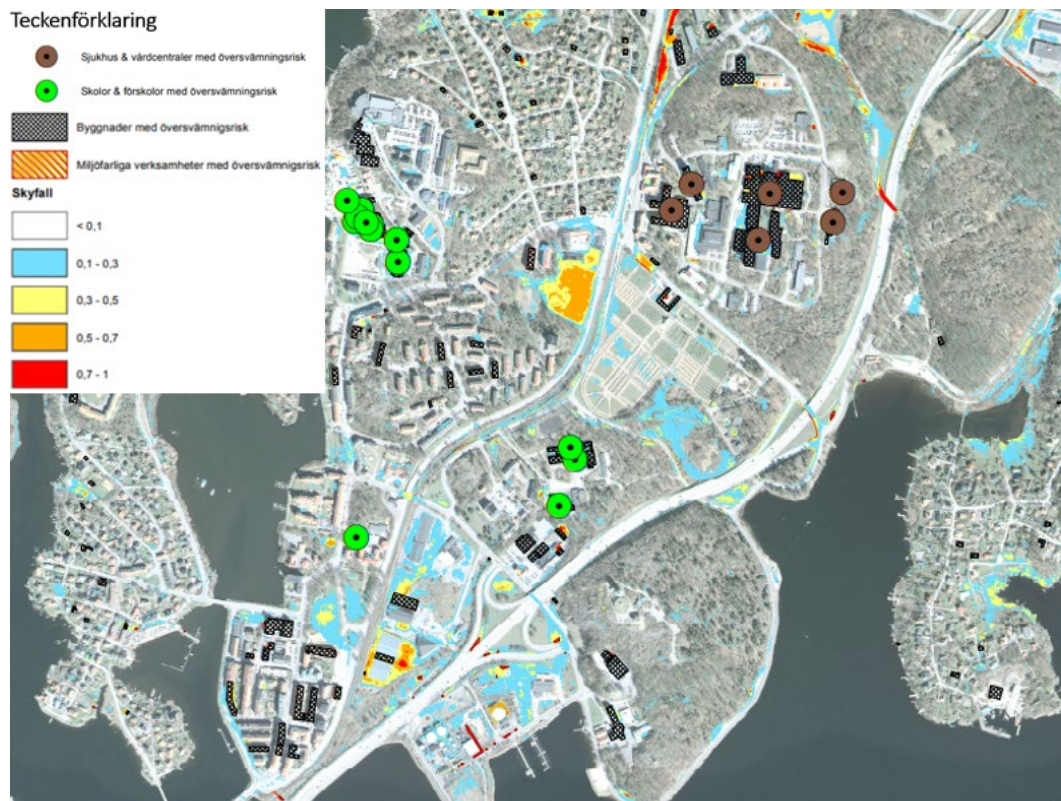 Teckenförklaring
Sjukhus & vårdcentraler med översvämningsrisk
Skolor & förskolor med översvämningsrisk
Byggnader med översvämnigsrisk
Miljöfarliga verksamheter med översvämnigsrisk
Skyfall
< 0,1
0,1 - 0,3
0,3 - 0,5
0,5 - 0,7
0,7 - 1